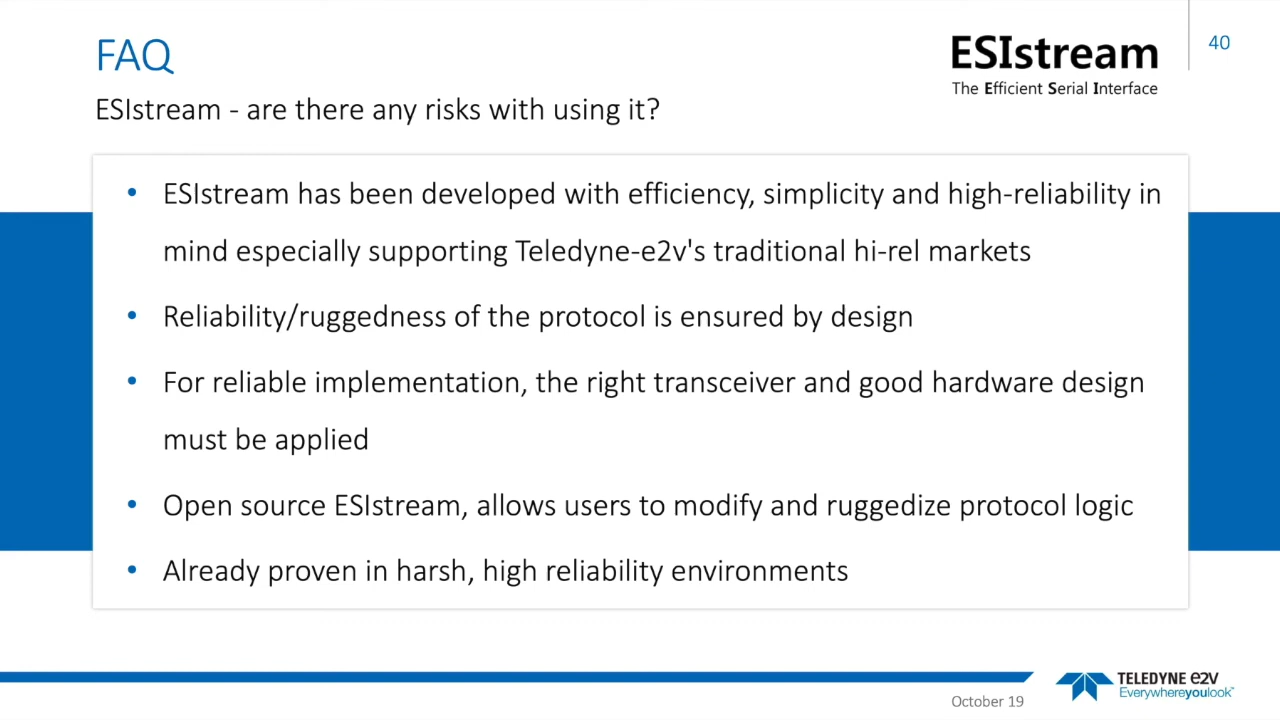 FAQ
ESIstream
40
The Efficient Serial Interface
ESIstream - are there any risks with using it?
• ESIstream has been developed with efficiency, simplicity and high-reliability in
mind especially supporting Teledyne-e2v's traditional hi-rel markets
• Reliability/ruggedness of the protocol is ensured by design
• For reliable implementation, the right transceiver and good hardware design
must be applied
• Open source ESIstream, allows users to modify and ruggedize protocol logic
• Already proven in harsh, high reliability environments
TELEDYNE e2v
Everywhereyoulook™
October 19